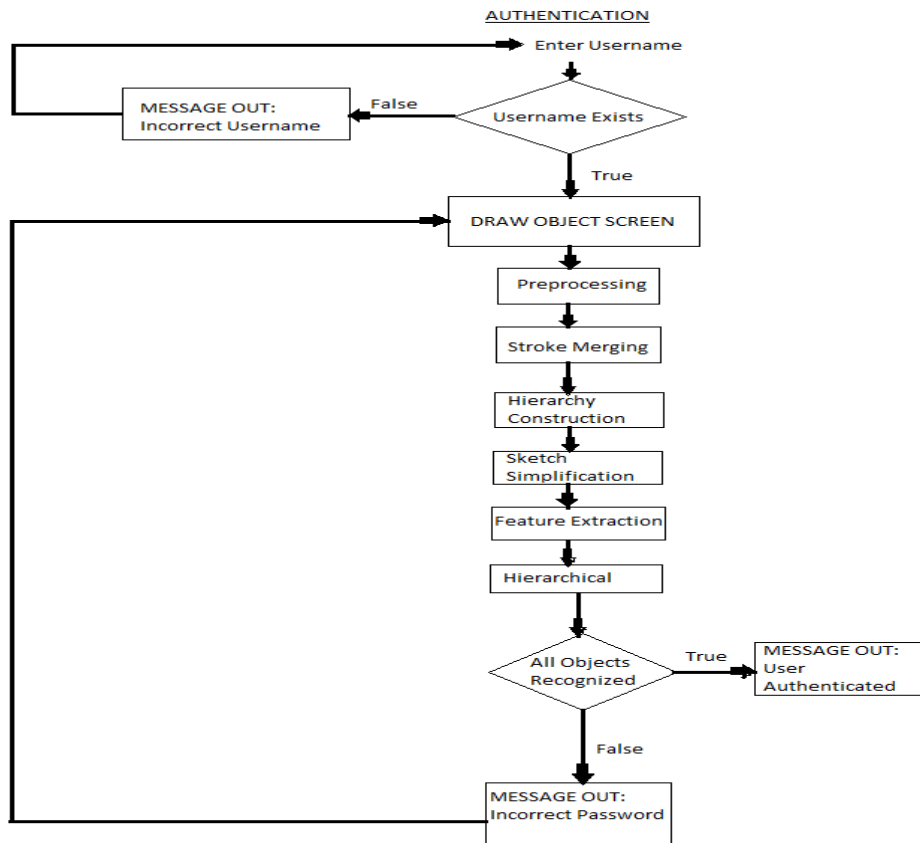 AUTHENTICATION
Enter Username
False
MESSAGE OUT:
Incorrect Username
Username Exists
True
DRAW OBJECT SCREEN
Preprocessing
Stroke Merging
Hierarchy
Construction
Sketch
Simplification
Feature Extraction
Hierarchical
All Objects
Recognized
True
MESSAGE OUT:
User
Authenticated
False
MESSAGE OUT:
Incorrect Password